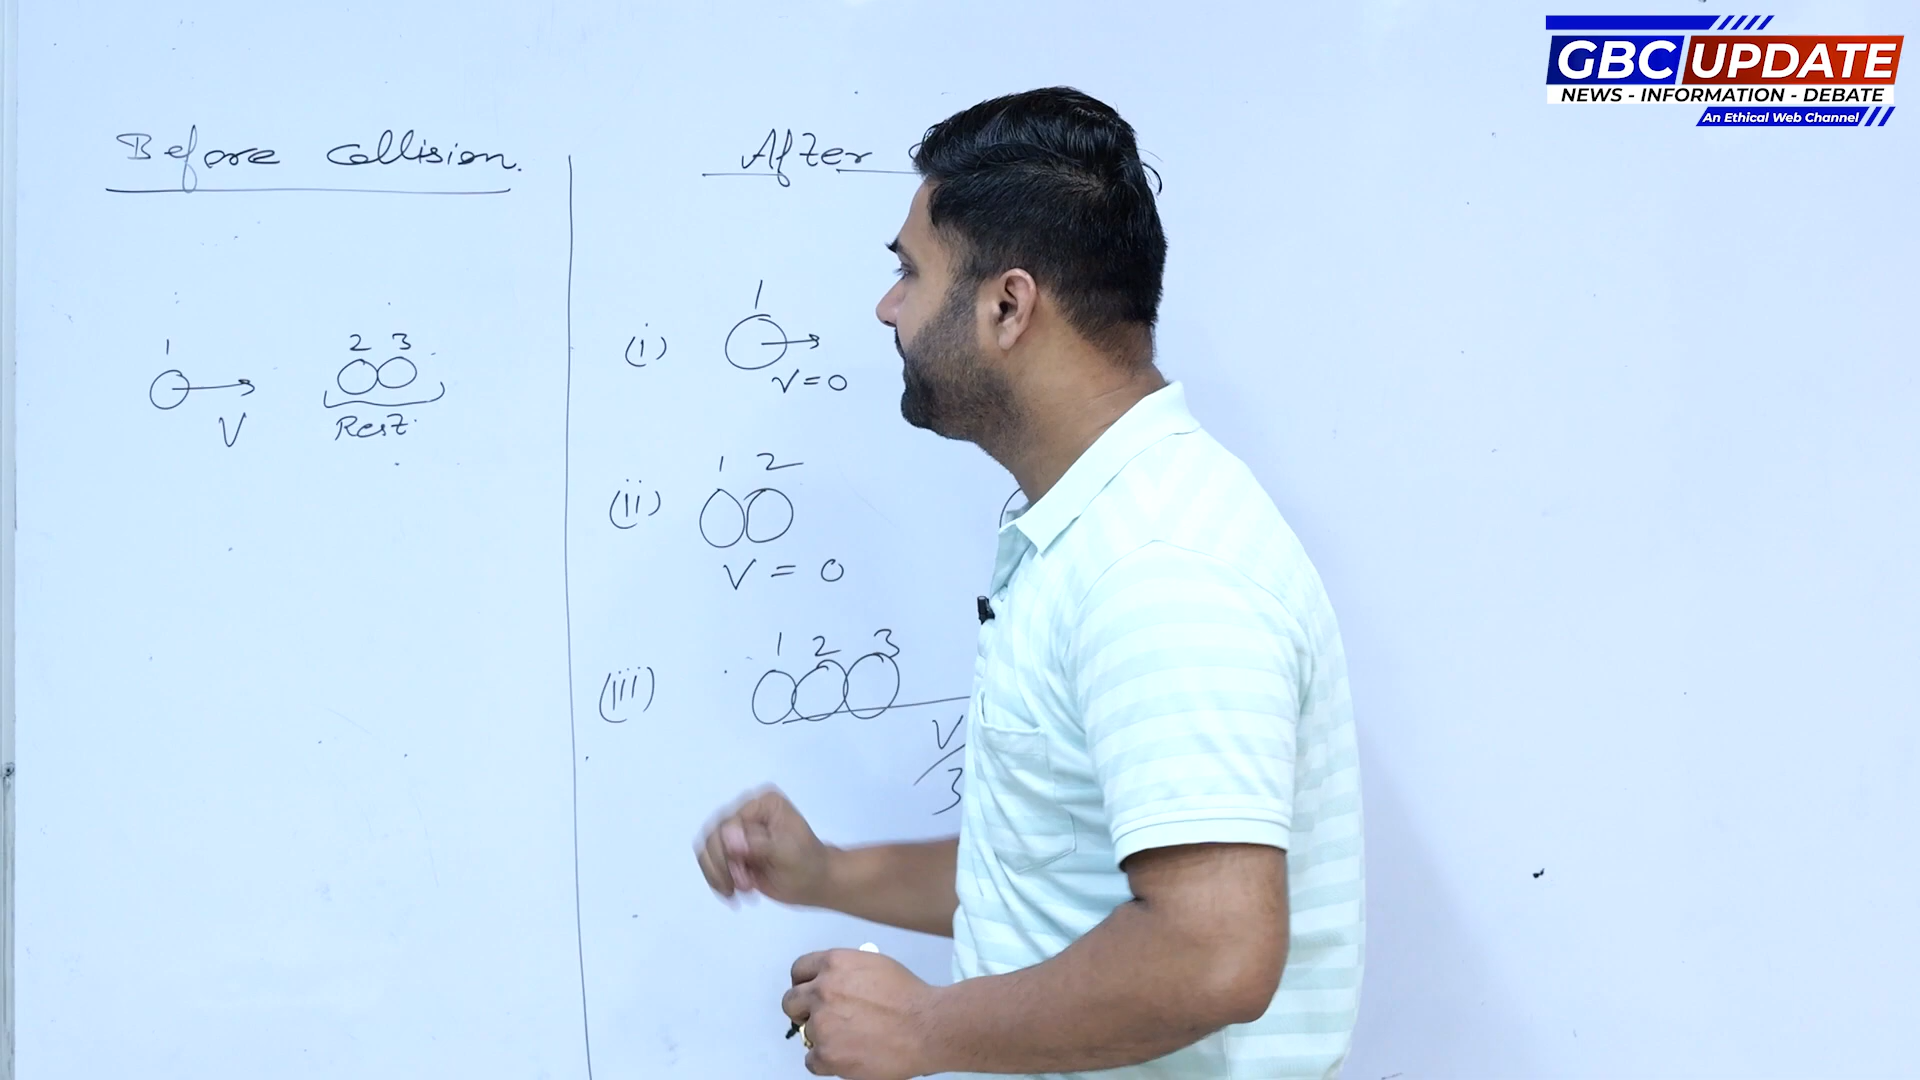 GBC UPDATE
NEWS - INFORMATION - DEBATE
An Ethical Web Channel
Before Collision.
After
1
V
2 3
Rest.
(i)
1
V=0
(ii)
1 2
V = 0
(iii)
1 2 3
V
3